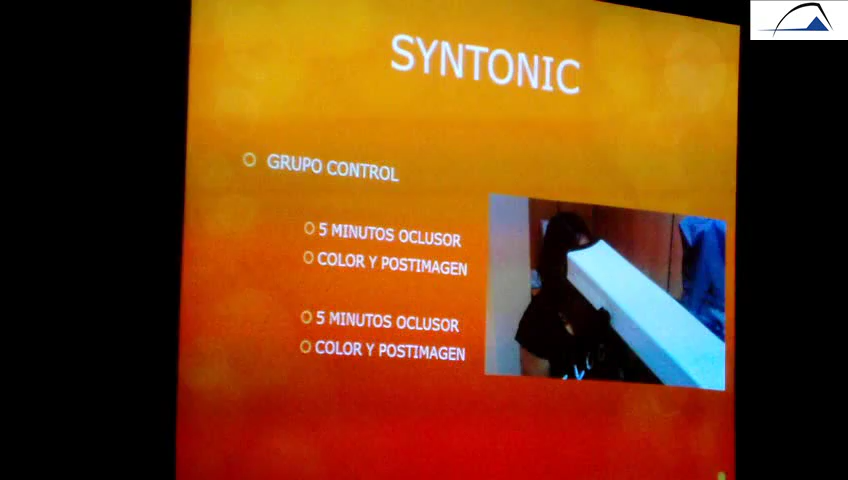 SYNTONIC
GRUPO CONTROL
5 MINUTOS OCLUSOR
COLOR Y POSTIMAGEN
5 MINUTOS OCLUSOR
COLOR Y POSTIMAGEN